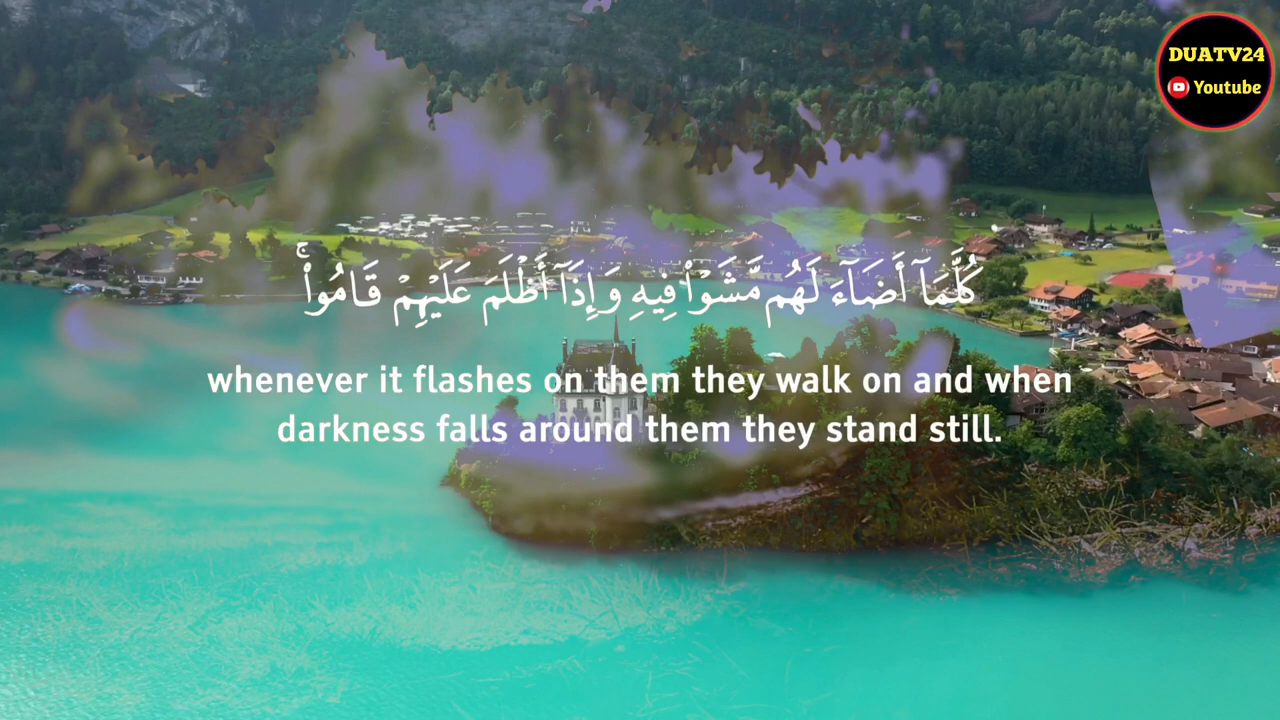 DUATV24
Youtube
كُلَّمَآ أَضَآءَ لَهُم مَّشَوْا۟ فِيهِ وَإِذَآ أَظْلَمَ عَلَيْهِمْ قَامُوا۟ ۚ
whenever it flashes on them they walk on and when
darkness falls around them they stand still.